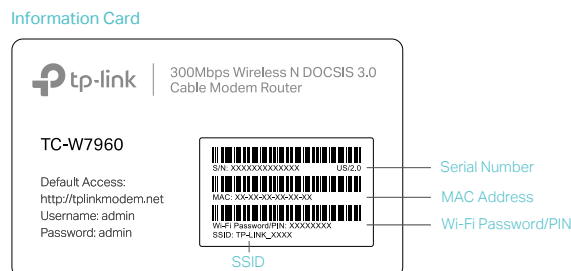 Information Card
tp-link
300Mbps Wireless N DOCSIS 3.0
Cable Modem Router
TC-W7960
Default Access:
http://tplinkmodem.net
Username: admin
Password: admin
S/N: XXXXXXXXXXXXX US/2.0
MAC: XX-XX-XX-XX-XX-XX
Wi-Fi Password/PIN: XXXXXXXX
SSID: TP-LINK_XXXX
Serial Number
MAC Address
Wi-Fi Password/PIN
SSID